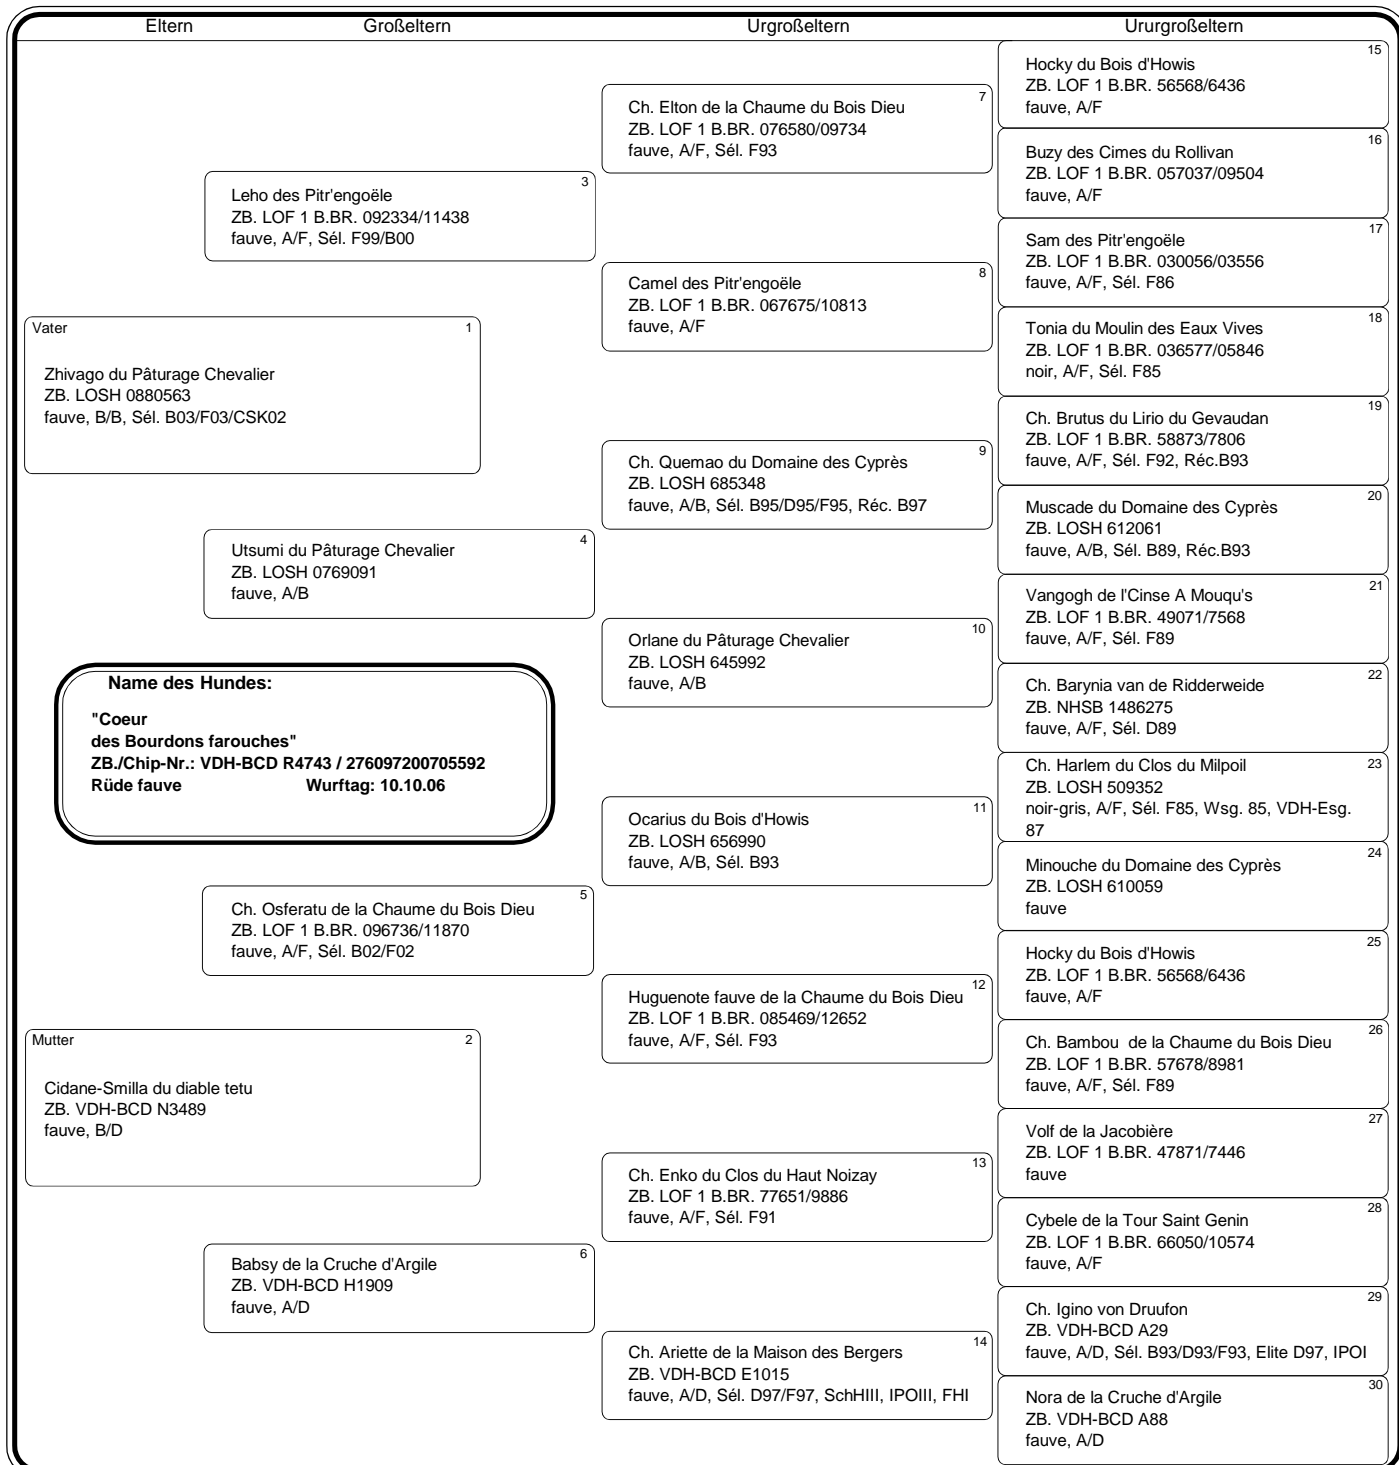 Eltern Großeltern Urgroßeltern Ururgroßeltern
Vater 1
Zhivago du Pâturage Chevalier
ZB. LOSH 0880563
fauve, B/B, Sél. B03/F03/CSK02
Mutter 2
Cidane-Smilla du diable tetu
ZB. VDH-BCD N3489
fauve, B/D
Name des Hundes:
"Coeur
des Bourdons farouches"
ZB./Chip-Nr.: VDH-BCD R4743 / 276097200705592
Rüde fauve Wurftag: 10.10.06
3
Leho des Pitr'engoële
ZB. LOF 1 B.BR. 092334/11438
fauve, A/F, Sél. F99/B00
4
Utsumi du Pâturage Chevalier
ZB. LOSH 0769091
fauve, A/B
5
Ch. Osferatu de la Chaume du Bois Dieu
ZB. LOF 1 B.BR. 096736/11870
fauve, A/F, Sél. B02/F02
6
Babsy de la Cruche d'Argile
ZB. VDH-BCD H1909
fauve, A/D
7
Ch. Elton de la Chaume du Bois Dieu
ZB. LOF 1 B.BR. 076580/09734
fauve, A/F, Sél. F93
8
Camel des Pitr'engoële
ZB. LOF 1 B.BR. 067675/10813
fauve, A/F
9
Ch. Quemao du Domaine des Cyprès
ZB. LOSH 685348
fauve, A/B, Sél. B95/D95/F95, Réc. B97
10
Orlane du Pâturage Chevalier
ZB. LOSH 645992
fauve, A/B
11
Ocarius du Bois d'Howis
ZB. LOSH 656990
fauve, A/B, Sél. B93
12
Huguenote fauve de la Chaume du Bois Dieu
ZB. LOF 1 B.BR. 085469/12652
fauve, A/F, Sél. F93
13
Ch. Enko du Clos du Haut Noizay
ZB. LOF 1 B.BR. 77651/9886
fauve, A/F, Sél. F91
14
Ch. Ariette de la Maison des Bergers
ZB. VDH-BCD E1015
fauve, A/D, Sél. D97/F97, SchHIII, IPOIII, FHI
15
Hocky du Bois d'Howis
ZB. LOF 1 B.BR. 56568/6436
fauve, A/F
16
Buzy des Cimes du Rollivan
ZB. LOF 1 B.BR. 057037/09504
fauve, A/F
17
Sam des Pitr'engoële
ZB. LOF 1 B.BR. 030056/03556
fauve, A/F, Sél. F86
18
Tonia du Moulin des Eaux Vives
ZB. LOF 1 B.BR. 036577/05846
noir, A/F, Sél. F85
19
Ch. Brutus du Lirio du Gevaudan
ZB. LOF 1 B.BR. 58873/7806
fauve, A/F, Sél. F92, Réc.B93
20
Muscade du Domaine des Cyprès
ZB. LOSH 612061
fauve, A/B, Sél. B89, Réc.B93
21
Vangogh de l'Cinse A Mouqu's
ZB. LOF 1 B.BR. 49071/7568
fauve, A/F, Sél. F89
22
Ch. Barynia van de Ridderweide
ZB. NHSB 1486275
fauve, A/F, Sél. D89
23
Ch. Harlem du Clos du Milpoil
ZB. LOSH 509352
noir-gris, A/F, Sél. F85, Wsg. 85, VDH-Esg.
87
24
Minouche du Domaine des Cyprès
ZB. LOSH 610059
fauve
25
Hocky du Bois d'Howis
ZB. LOF 1 B.BR. 56568/6436
fauve, A/F
26
Ch. Bambou de la Chaume du Bois Dieu
ZB. LOF 1 B.BR. 57678/8981
fauve, A/F, Sél. F89
27
Volf de la Jacobière
ZB. LOF 1 B.BR. 47871/7446
fauve
28
Cybele de la Tour Saint Genin
ZB. LOF 1 B.BR. 66050/10574
fauve, A/F
29
Ch. Igino von Druufon
ZB. VDH-BCD A29
fauve, A/D, Sél. B93/D93/F93, Elite D97, IPOI
30
Nora de la Cruche d'Argile
ZB. VDH-BCD A88
fauve, A/D